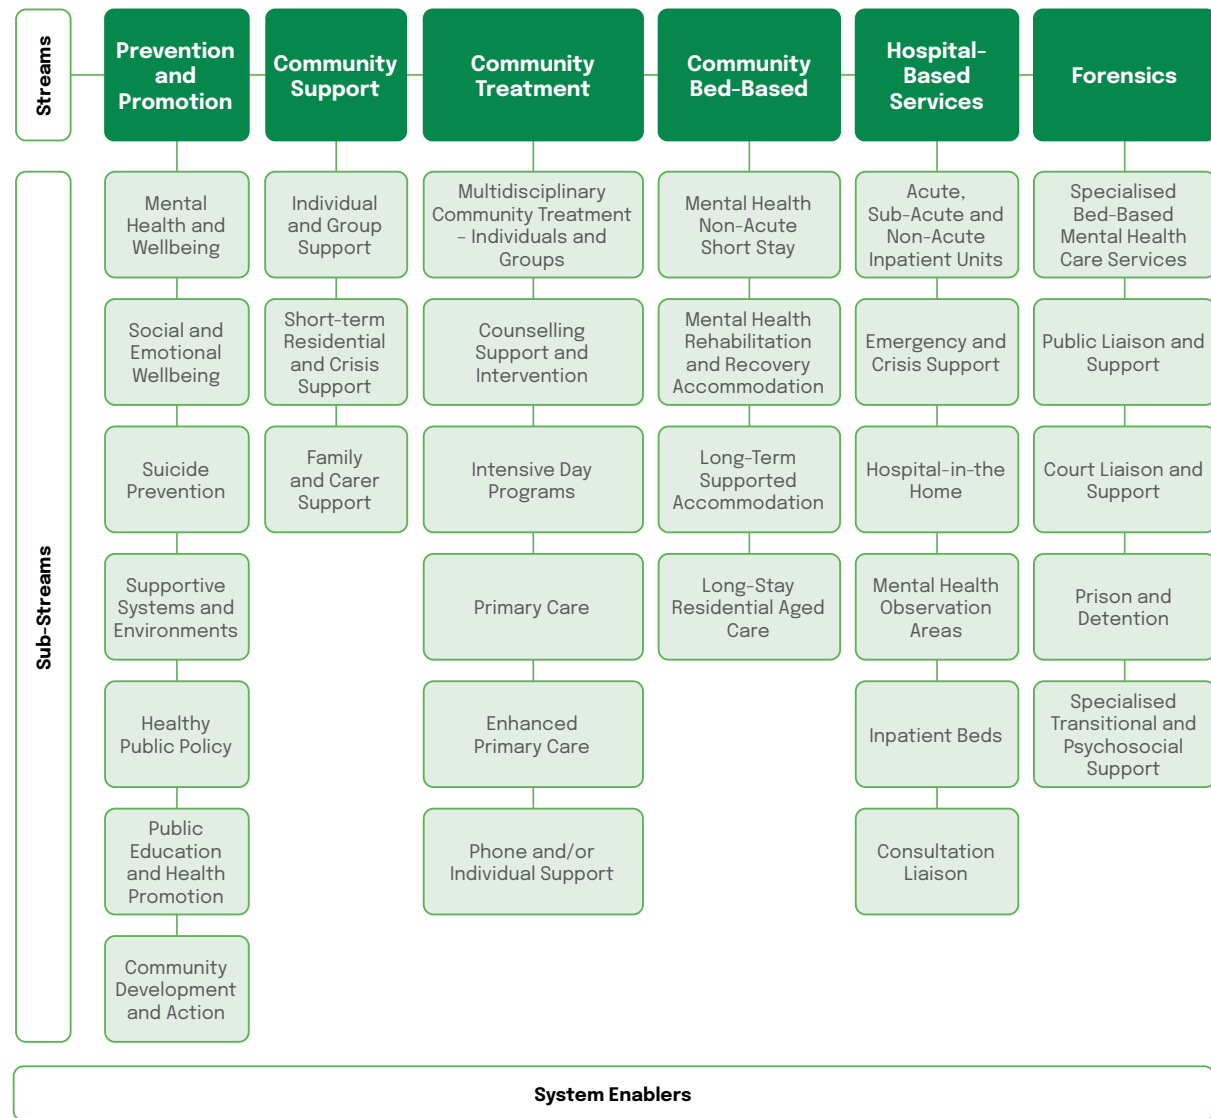 Streams
Prevention
and
Promotion
Community
Support
Community
Treatment
Community
Bed-Based
Hospital-
Based
Services
Forensics
Sub-Streams
Mental
Health and
Wellbeing
Social and
Emotional
Wellbeing
Suicide
Prevention
Supportive
Systems and
Environments
Healthy
Public Policy
Public
Education
and Health
Promotion
Community
Development
and Action
Individual
and Group
Support
Short-term
Residential
and Crisis
Support
Family
and Carer
Support
Multidisciplinary
Community Treatment
– Individuals and
Groups
Counselling
Support and
Intervention
Intensive Day
Programs
Primary Care
Enhanced
Primary Care
Phone and/or
Individual Support
Mental Health
Non-Acute
Short Stay
Mental Health
Rehabilitation
and Recovery
Accommodation
Long-Term
Supported
Accommodation
Long-Stay
Residential Aged
Care
Acute,
Sub-Acute and
Non-Acute
Inpatient Units
Emergency and
Crisis Support
Hospital-in-the
Home
Mental Health
Observation
Areas
Inpatient Beds
Consultation
Liaison
Specialised
Bed-Based
Mental Health
Care Services
Public Liaison and
Support
Court Liaison and
Support
Prison and
Detention
Specialised
Transitional and
Psychosocial
Support
System Enablers